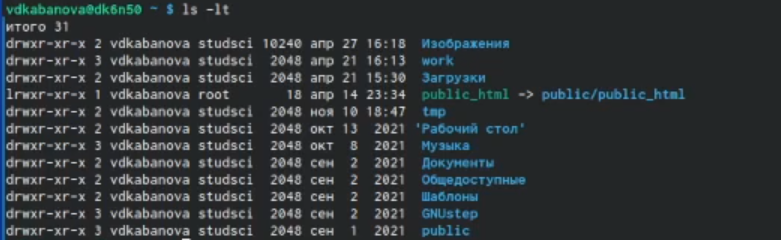 vdkabanova@dk6n50 ~ $ ls -lt
итого 31
drwxr-xr-x 2 vdkabanova studsci 10240 апр 27 16:18 Изображения
drwxr-xr-x 3 vdkabanova studsci 2048 апр 21 16:13 work
drwxr-xr-x 2 vdkabanova studsci 2048 апр 21 15:30 Загрузки
lrwxr-xr-x 1 vdkabanova root 18 апр 14 23:34 public_html -> public/public_html
drwxr-xr-x 2 vdkabanova studsci 2048 ноя 10 18:47 tmp
drwxr-xr-x 2 vdkabanova studsci 2048 окт 13 2021 'Рабочий стол'
drwxr-xr-x 3 vdkabanova studsci 2048 окт 8 2021 Музыка
drwxr-xr-x 2 vdkabanova studsci 2048 сен 2 2021 Документы
drwxr-xr-x 2 vdkabanova studsci 2048 сен 2 2021 Общедоступные
drwxr-xr-x 2 vdkabanova studsci 2048 сен 2 2021 Шаблоны
drwxr-xr-x 3 vdkabanova studsci 2048 сен 2 2021 GNUstep
drwxr-xr-x 3 vdkabanova studsci 2048 сен 1 2021 public